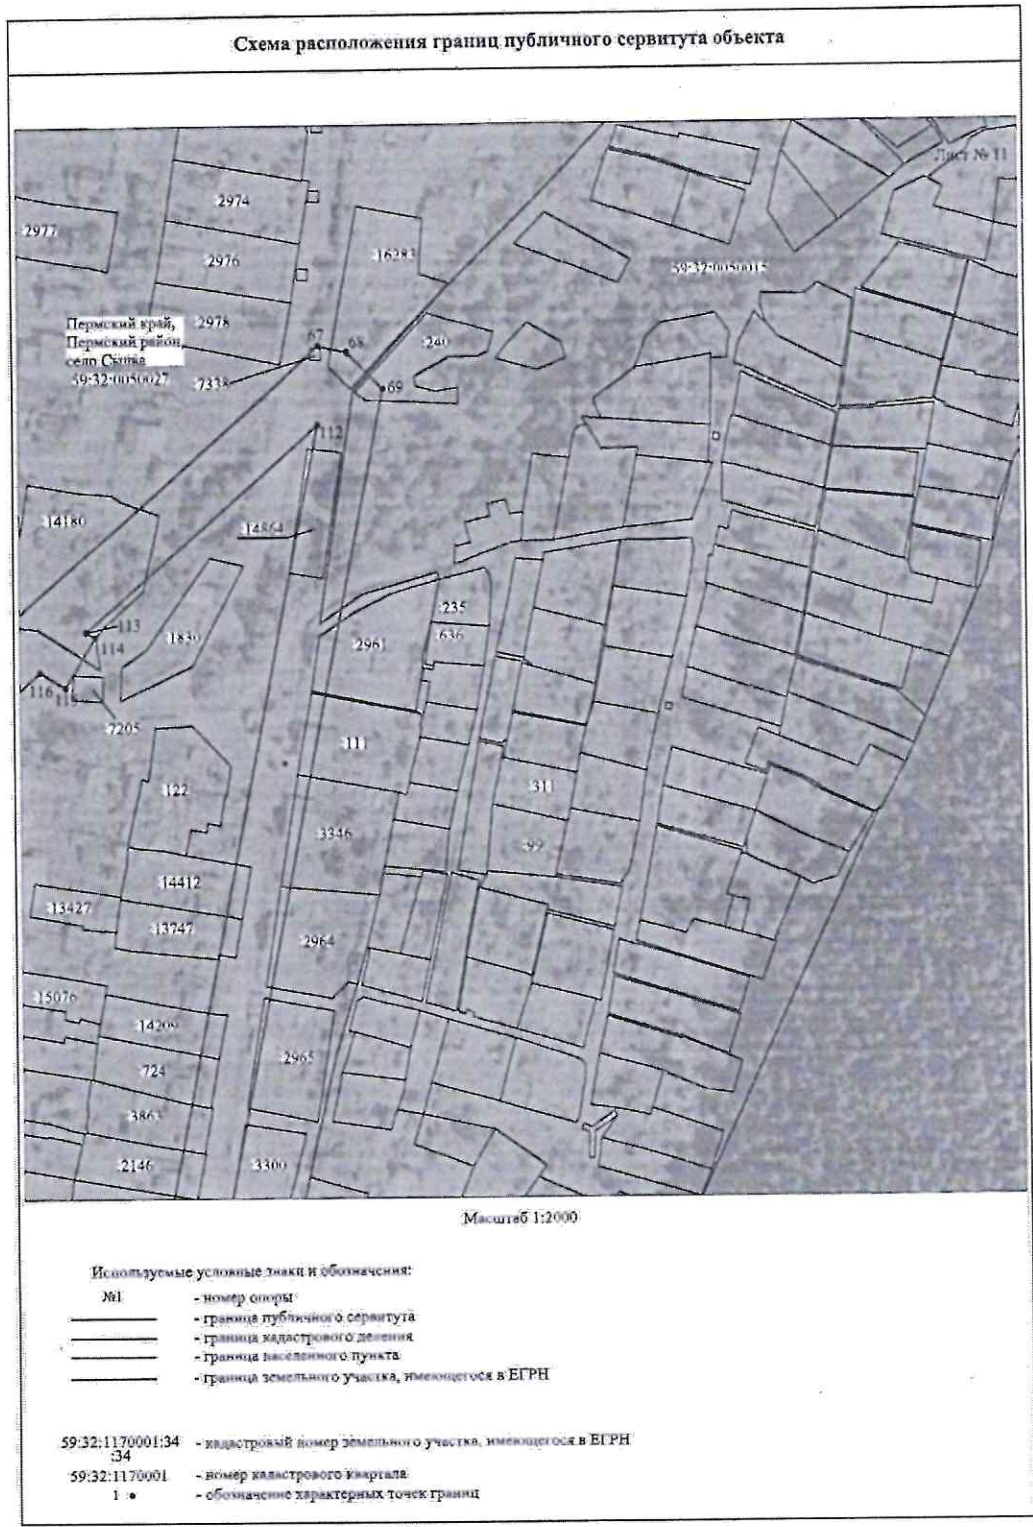 Схема расположения границ публичного сервитута объекта
Лист № 11
:2974
:2977
:2976
:16283
59:32:0050015
Пермский край,
Пермский район,
село Сылва
59:32:0050027
:2978
67
68
:240
:7338
69
112
:14180
:14864
:235
113
:1830
:636
114
:2961
116
115
:7205
:111
:122
:311
:3346
:99
:14412
:13427
:13747
:2964
:15076
:14209
:2965
:724
:3863
:2146
:3300
Масштаб 1:2000
Используемые условные знаки и обозначения:
№1 - номер опоры
- граница публичного сервитута
- граница кадастрового деления
- граница населенного пункта
- граница земельного участка, имеющегося в ЕГРН
59:32:1170001:34 - кадастровый номер земельного участка, имеющегося в ЕГРН
:34
59:32:1170001 - номер кадастрового квартала
1 :● - обозначение характерных точек границ